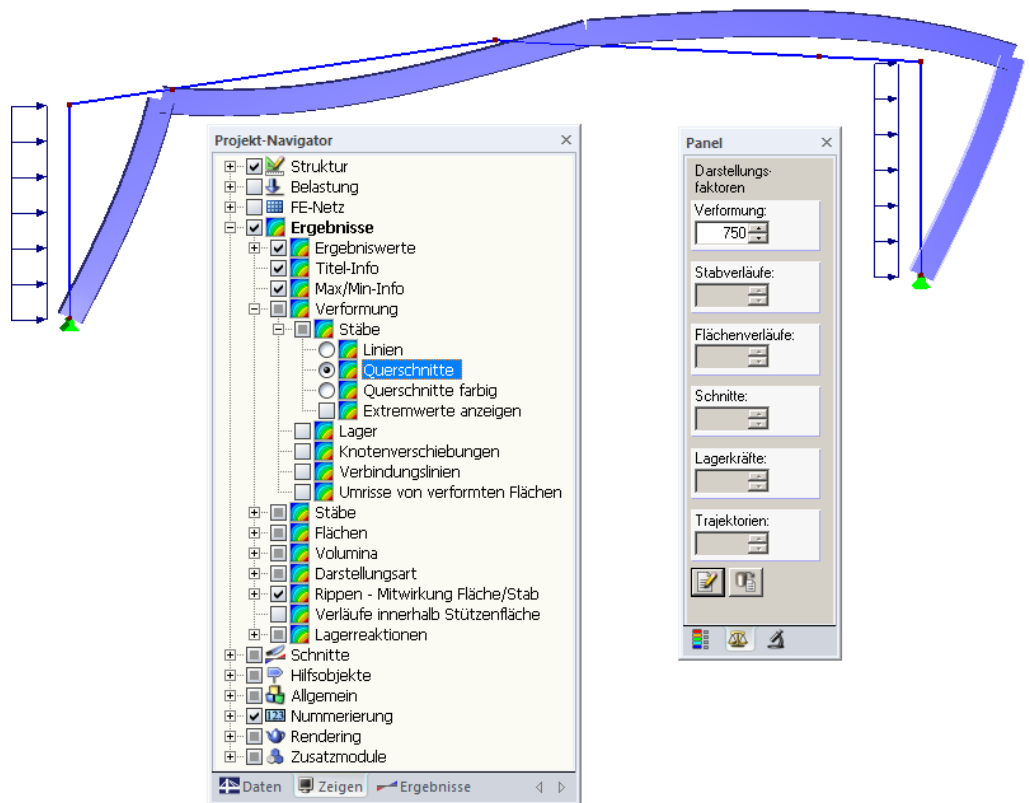 Projekt-Navigator
Struktur
Belastung
FE-Netz
Ergebnisse
Ergebniswerte
Titel-Info
Max/Min-Info
Verformung
Stäbe
Linien
Querschnitte
Querschnitte farbig
Extremwerte anzeigen
Lager
Knotenverschiebungen
Verbindungslinien
Umrisse von verformten Flächen
Stäbe
Flächen
Volumina
Darstellungsart
Rippen - Mitwirkung Fläche/Stab
Verläufe innerhalb Stützenfläche
Lagerreaktionen
Schnitte
Hilfsobjekte
Allgemein
123 Nummerierung
Rendering
Zusatzmodule
Daten Zeigen Ergebnisse
Panel
Darstellungs-
faktoren
Verformung:
750
Stabverläufe:
Flächenverläufe:
Schnitte:
Lagerkräfte:
Trajektorien: